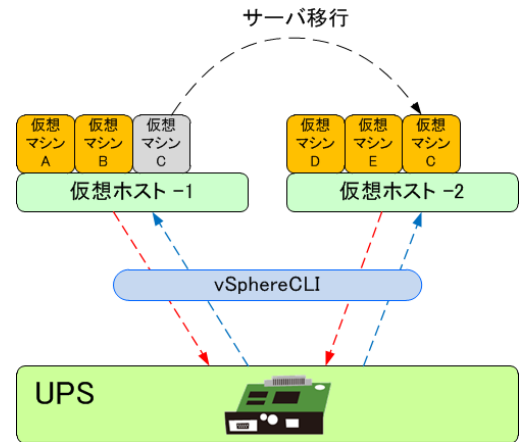 サーバ移行
仮想
マシン
A
仮想
マシン
B
仮想
マシン
C
仮想
マシン
D
仮想
マシン
E
仮想
マシン
C
仮想ホスト -1
仮想ホスト -2
vSphereCLI
UPS